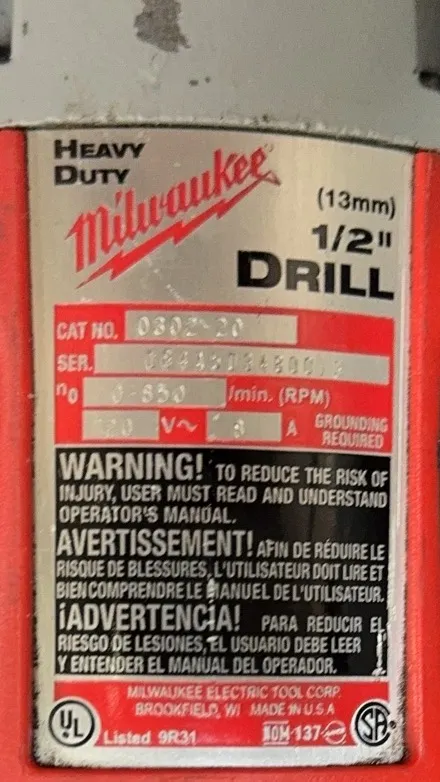 HEAVY
DUTY
Milwaukee
(13mm)
1/2"
DRILL
CAT NO. 0302-20
SER.
no 0-850 /min. (RPM)
V~ 8 A GROUNDING
REQUIRED
WARNING! TO REDUCE THE RISK OF
INJURY, USER MUST READ AND UNDERSTAND
OPERATOR'S MANUAL.
AVERTISSEMENT! AFIN DE RÉDUIRE LE
RISQUE DE BLESSURES, L'UTILISATEUR DOIT LIRE ET
BIEN COMPRENDRE LE MANUEL DE L'UTILISATEUR.
¡ADVERTENCIA! PARA REDUCIR EL
RIESGO DE LESIONES, EL USUARIO DEBE LEER
Y ENTENDER EL MANUAL DEL OPERADOR.
MILWAUKEE ELECTRIC TOOL CORP.
BROOKFIELD, WI MADE IN U.S.A
UL Listed 9R31 NOM-137 SA